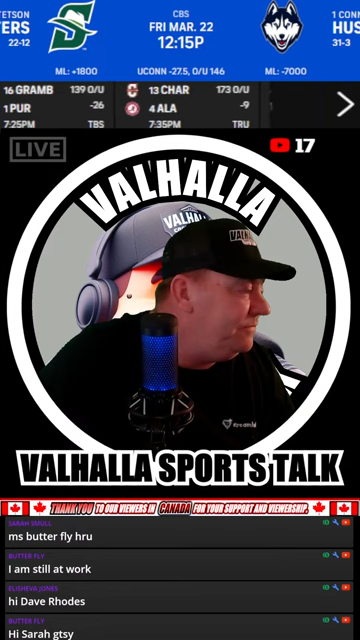 TETSON
ERS
22-12
CBS
FRI MAR. 22
12:15P
1 CONN
HUS
31-3
ML: +1800
UCONN -27.5, O/U 146
ML: -7000
16 GRAMB 139 O/U
1 PUR -26
7:25PM TBS
13 CHAR 173 O/U
4 ALA -9
7:35PM TRU
LIVE
17
VALHALLA
VALHALLA SPORTS TALK
THANK YOU TO OUR VIEWERS IN CANADA FOR YOUR SUPPORT AND VIEWERSHIP.
SARAH SMULL
ms butter fly hru
BUTTER FLY
I am still at work
ELISHEVA JONES
hi Dave Rhodes
BUTTER FLY
Hi Sarah gtsy